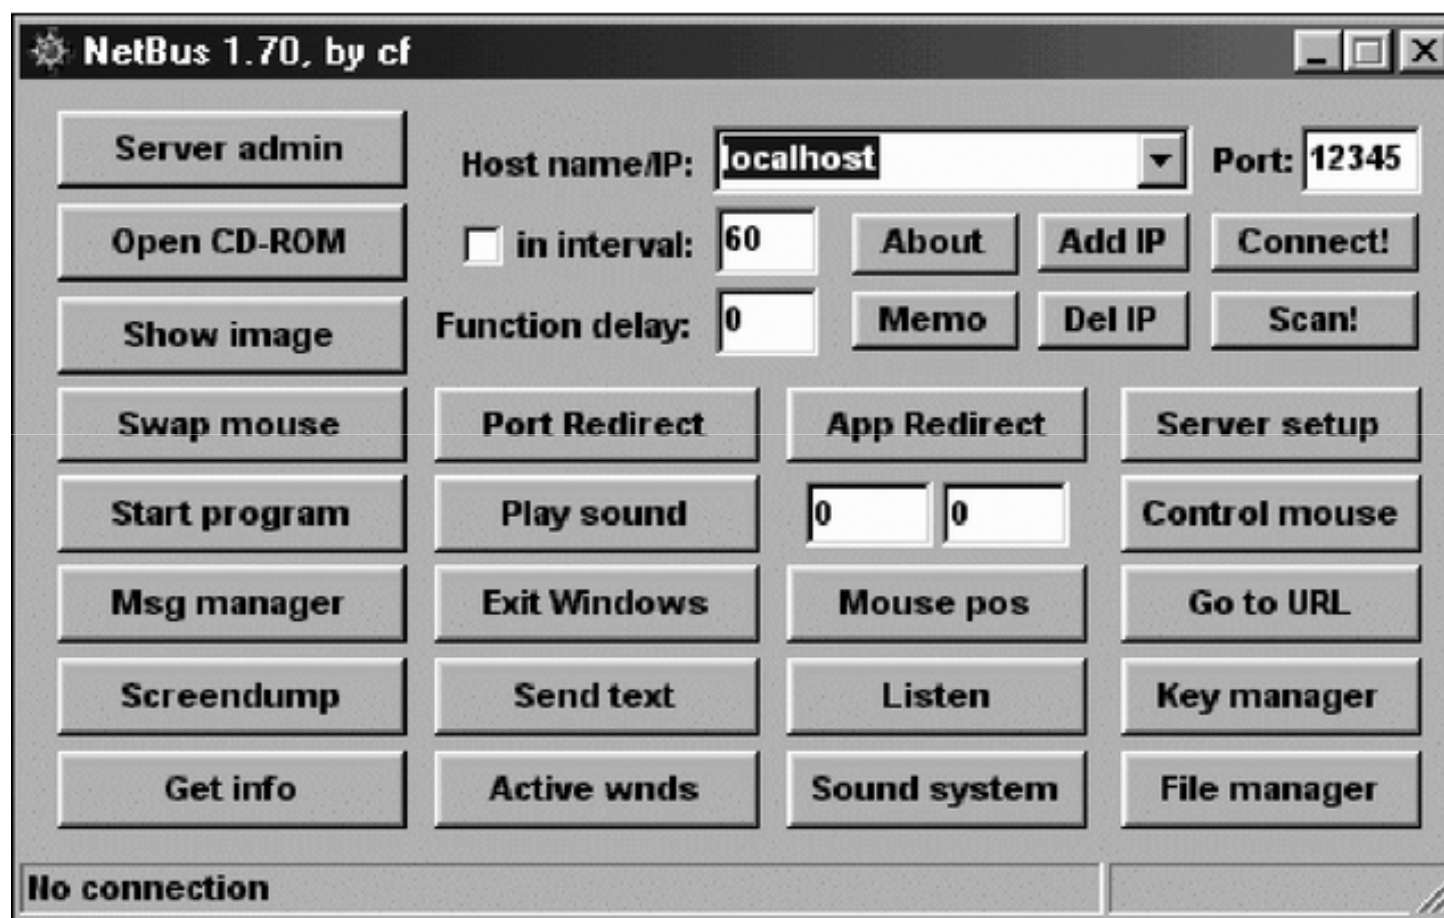 NetBus 1.70, by cf
Server admin
Host name/IP: localhost Port: 12345
Open CD-ROM
in interval: 60 About Add IP Connect!
Show image
Function delay: 0 Memo Del IP Scan!
Swap mouse Port Redirect App Redirect Server setup
Start program Play sound 0 0 Control mouse
Msg manager Exit Windows Mouse pos Go to URL
Screendump Send text Listen Key manager
Get info Active wnds Sound system File manager
No connection